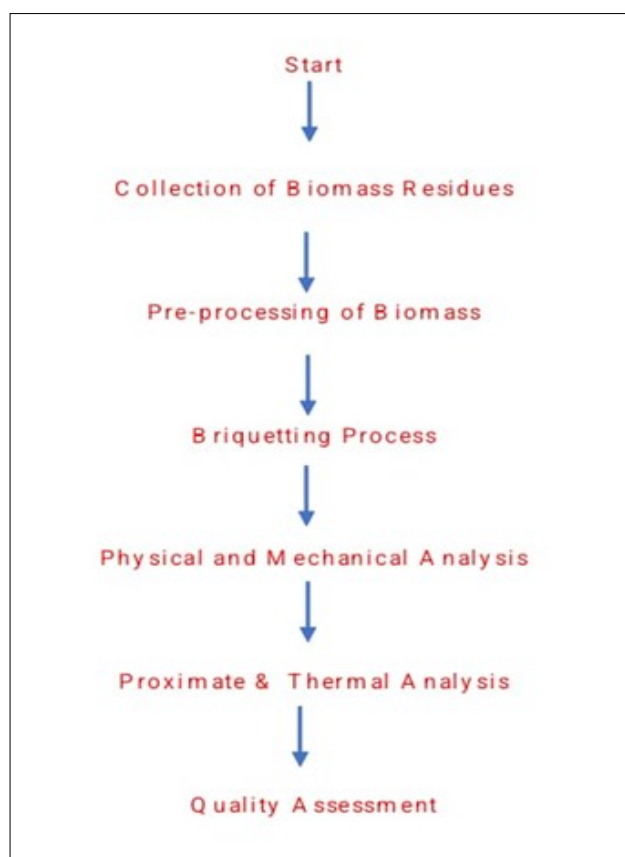 Start
Collection of Biomass Residues
Pre-processing of Biomass
Briquetting Process
Physical and Mechanical Analysis
Proximate & Thermal Analysis
Quality Assessment